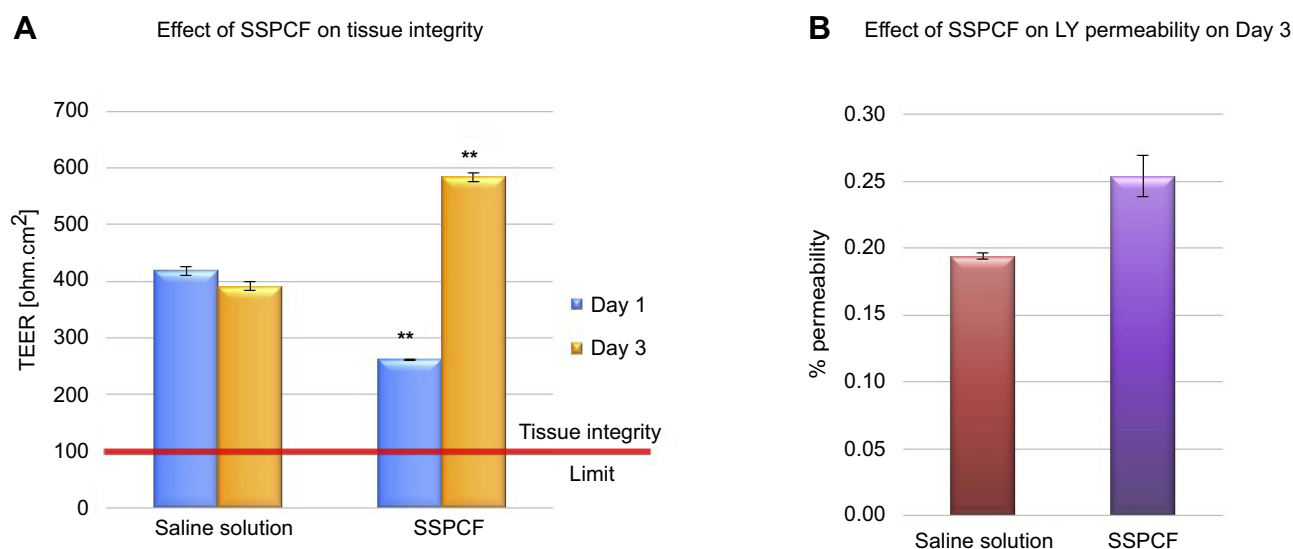 A
Effect of SSPCF on tissue integrity
TEER [ohm.cm2]
700
600
500
400
300
200
100
0
**
**
Day 1
Day 3
Tissue integrity
Limit
Saline solution
SSPCF
B
Effect of SSPCF on LY permeability on Day 3
% permeability
0.30
0.25
0.20
0.15
0.10
0.05
0.00
Saline solution
SSPCF